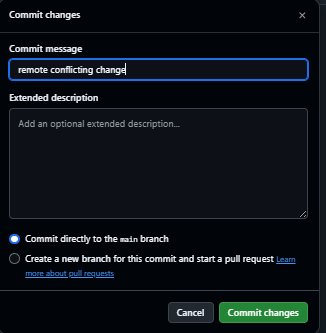 Commit changes
Commit message
remote conflicting change
Extended description
Add an optional extended description...
Commit directly to the main branch
Create a new branch for this commit and start a pull request Learn
more about pull requests
Cancel
Commit changes